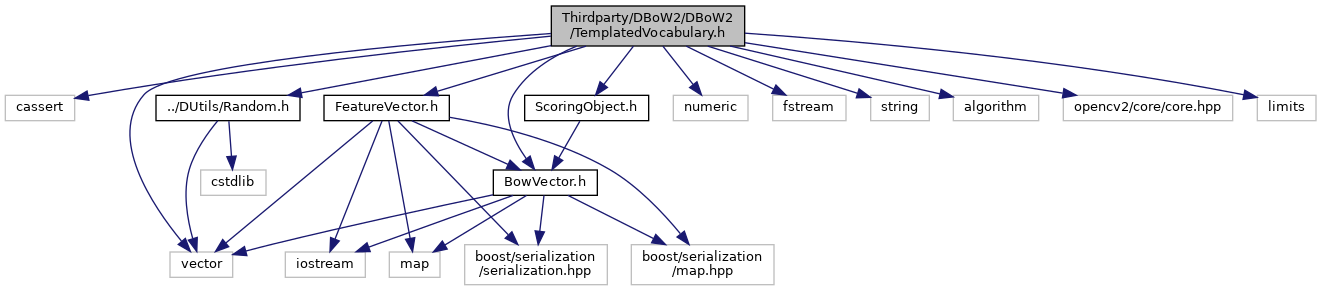 Thirdparty/DBoW2/DBoW2
/TemplatedVocabulary.h
cassert
../DUtils/Random.h
FeatureVector.h
ScoringObject.h
numeric
fstream
string
algorithm
opencv2/core/core.hpp
limits
cstdlib
BowVector.h
vector
iostream
map
boost/serialization
/serialization.hpp
boost/serialization
/map.hpp